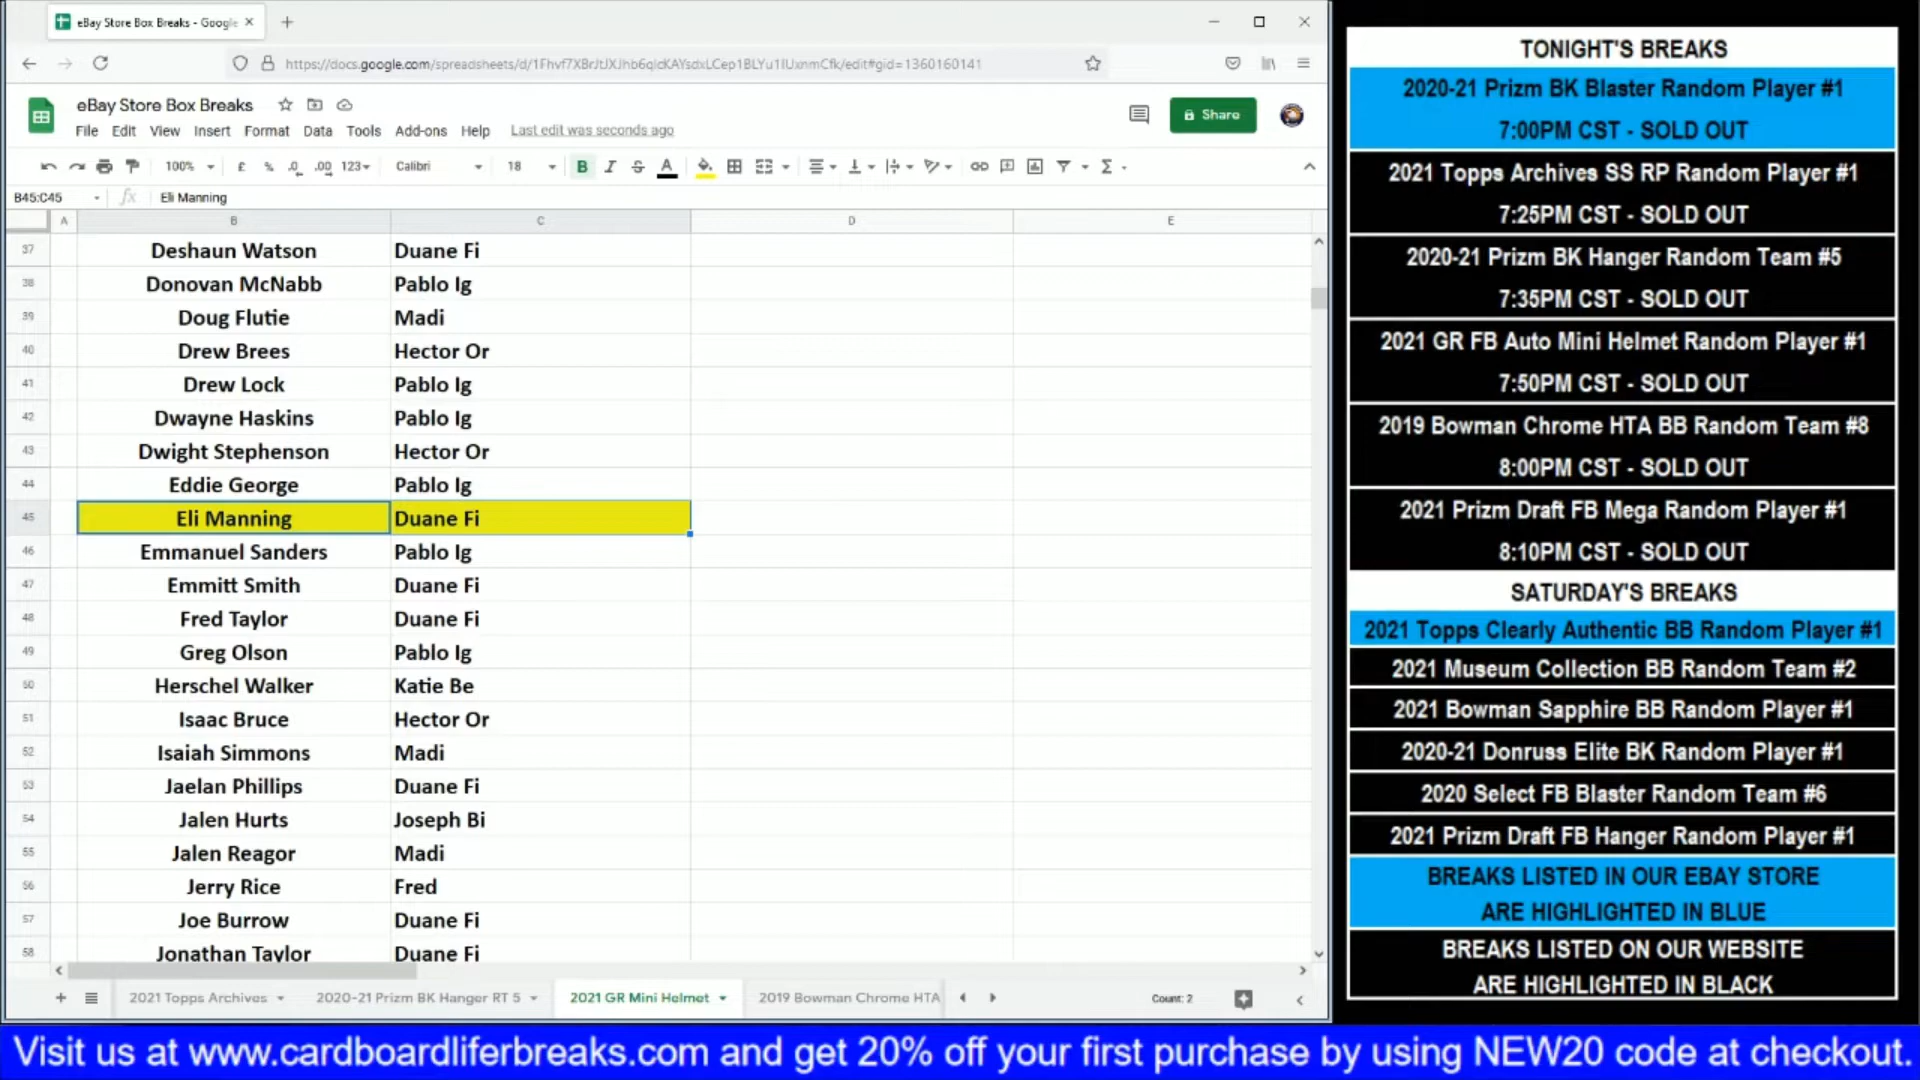 eBay Store Box Breaks - Google
eBay Store Box Breaks
File Edit View Insert Format Data Tools Add-ons Help Last edit was seconds ago
Share
100% £ % .0 .00 123 Calibri 18 B I S A
B45:C45 fx Eli Manning
A B C D E
37 Deshaun Watson Duane Fi
38 Donovan McNabb Pablo Ig
39 Doug Flutie Madi
40 Drew Brees Hector Or
41 Drew Lock Pablo Ig
42 Dwayne Haskins Pablo Ig
43 Dwight Stephenson Hector Or
44 Eddie George Pablo Ig
45 Eli Manning Duane Fi
46 Emmanuel Sanders Pablo Ig
47 Emmitt Smith Duane Fi
48 Fred Taylor Duane Fi
49 Greg Olson Pablo Ig
50 Herschel Walker Katie Be
51 Isaac Bruce Hector Or
52 Isaiah Simmons Madi
53 Jaelan Phillips Duane Fi
54 Jalen Hurts Joseph Bi
55 Jalen Reagor Madi
56 Jerry Rice Fred
57 Joe Burrow Duane Fi
58 Jonathan Taylor Duane Fi
2021 Topps Archives 2020-21 Prizm BK Hanger RT 5 2021 GR Mini Helmet 2019 Bowman Chrome HTA Count: 2
TONIGHT'S BREAKS
2020-21 Prizm BK Blaster Random Player #1
7:00PM CST - SOLD OUT
2021 Topps Archives SS RP Random Player #1
7:25PM CST - SOLD OUT
2020-21 Prizm BK Hanger Random Team #5
7:35PM CST - SOLD OUT
2021 GR FB Auto Mini Helmet Random Player #1
7:50PM CST - SOLD OUT
2019 Bowman Chrome HTA BB Random Team #8
8:00PM CST - SOLD OUT
2021 Prizm Draft FB Mega Random Player #1
8:10PM CST - SOLD OUT
SATURDAY'S BREAKS
2021 Topps Clearly Authentic BB Random Player #1
2021 Museum Collection BB Random Team #2
2021 Bowman Sapphire BB Random Player #1
2020-21 Donruss Elite BK Random Player #1
2020 Select FB Blaster Random Team #6
2021 Prizm Draft FB Hanger Random Player #1
BREAKS LISTED IN OUR EBAY STORE
ARE HIGHLIGHTED IN BLUE
BREAKS LISTED ON OUR WEBSITE
ARE HIGHLIGHTED IN BLACK
Visit us at www.cardboardliferbreaks.com and get 20% off your first purchase by using NEW20 code at checkout.